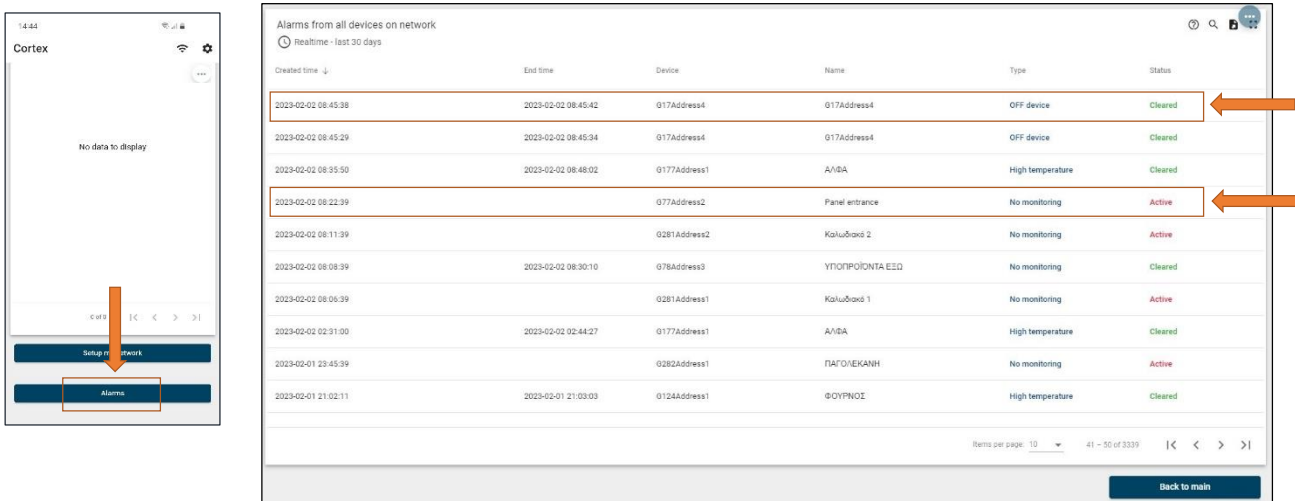 14:44
Cortex
No data to display
Setup my network
Alarms
Alarms from all devices on network
Realtime - last 30 days
Created time ↓ End time Device Name Type Status
2023-02-02 08:45:38 2023-02-02 08:45:42 G17Address4 G17Address4 OFF device Cleared
2023-02-02 08:45:29 2023-02-02 08:45:34 G17Address4 G17Address4 OFF device Cleared
2023-02-02 08:35:50 2023-02-02 08:48:02 G177Address1 ΑΛΦΑ High temperature Cleared
2023-02-02 08:22:39 G77Address2 Panel entrance No monitoring Active
2023-02-02 08:11:39 G281Address2 Καλωδιακό 2 No monitoring Active
2023-02-02 08:08:39 2023-02-02 08:30:10 G78Address3 ΥΠΟΠΡΟΪΟΝΤΑ ΕΞΩ No monitoring Cleared
2023-02-02 08:06:39 G281Address1 Καλωδιακό 1 No monitoring Active
2023-02-02 02:31:00 2023-02-02 02:44:27 G177Address1 ΑΛΦΑ High temperature Cleared
2023-02-01 23:45:39 G282Address1 ΠΑΓΟΛΕΚΑΝΗ No monitoring Active
2023-02-01 21:02:11 2023-02-01 21:03:03 G124Address1 ΦΟΥΡΝΟΣ High temperature Cleared
Items per page: 10 41 – 50 of 3339
Back to main